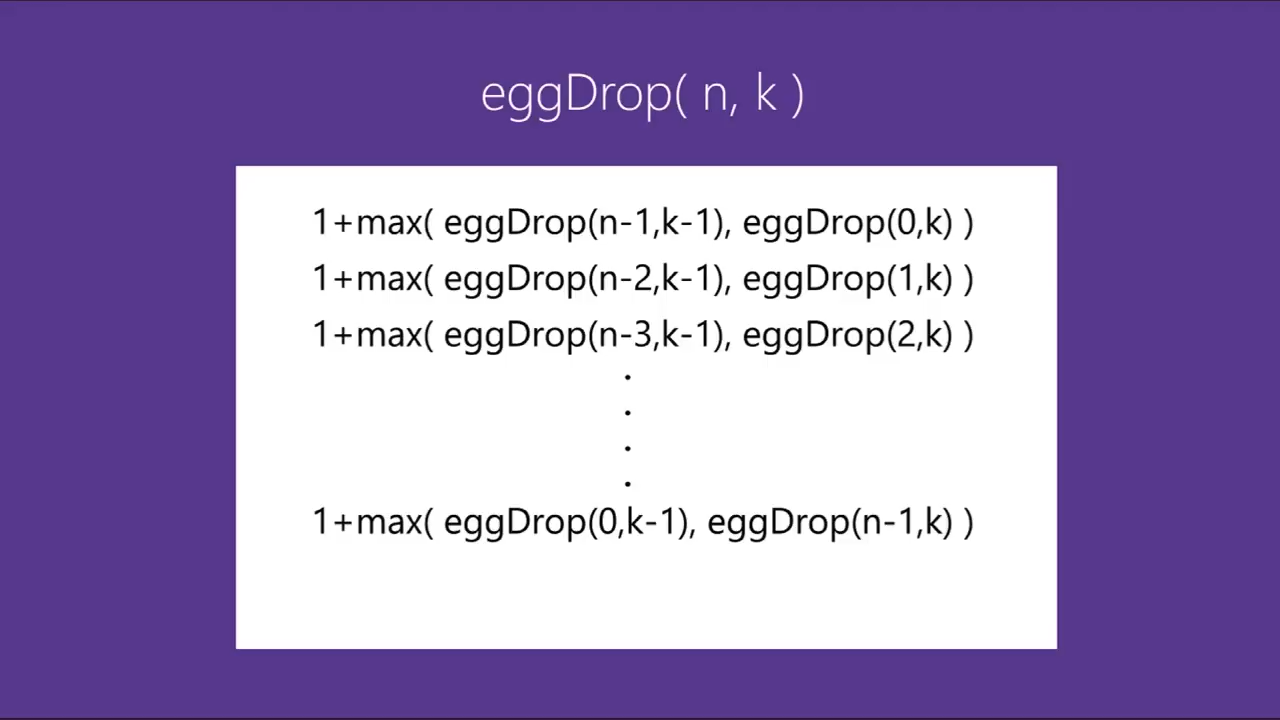 eggDrop( n, k )
1+max( eggDrop(n-1,k-1), eggDrop(0,k) )
1+max( eggDrop(n-2,k-1), eggDrop(1,k) )
1+max( eggDrop(n-3,k-1), eggDrop(2,k) )
.
.
.
.
1+max( eggDrop(0,k-1), eggDrop(n-1,k) )